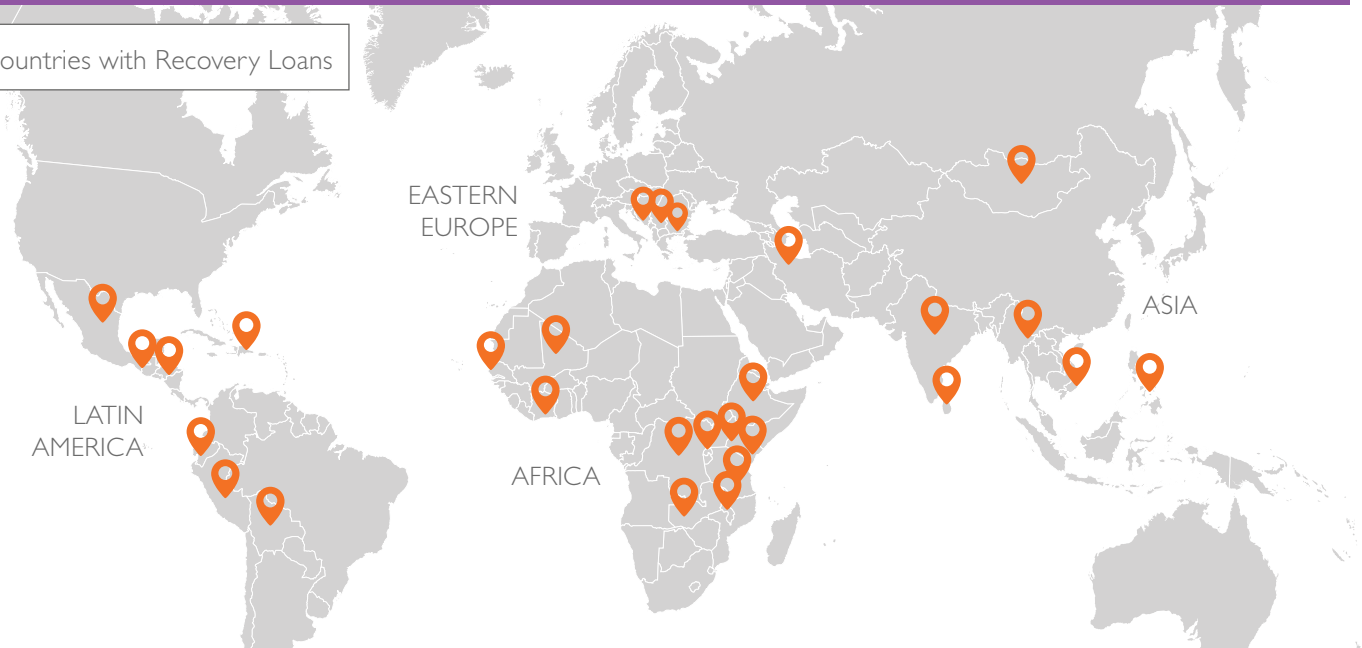 ountries with Recovery Loans
EASTERN
EUROPE
ASIA
LATIN
AMERICA
AFRICA